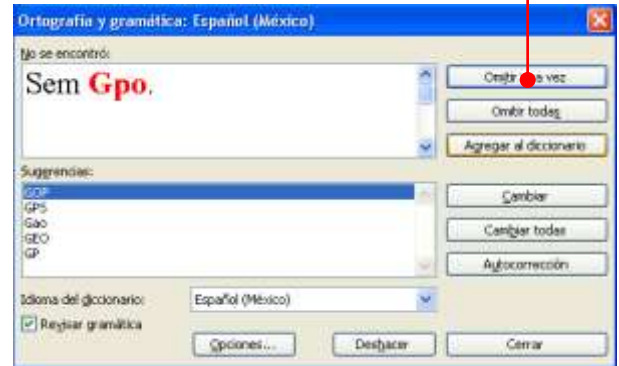 Ortografía y gramática: Español (México)
No se encontró:
Sem Gpo.
Omitir vez
Omitir todas
Agregar al diccionario
Sugerencias:
GOP
GPS
Gao
GEO
GP
Cambiar
Cambiar todas
Autocorrección
Idioma del diccionario:
Español (México)
Revisar gramática
Opciones...
Deshacer
Cerrar